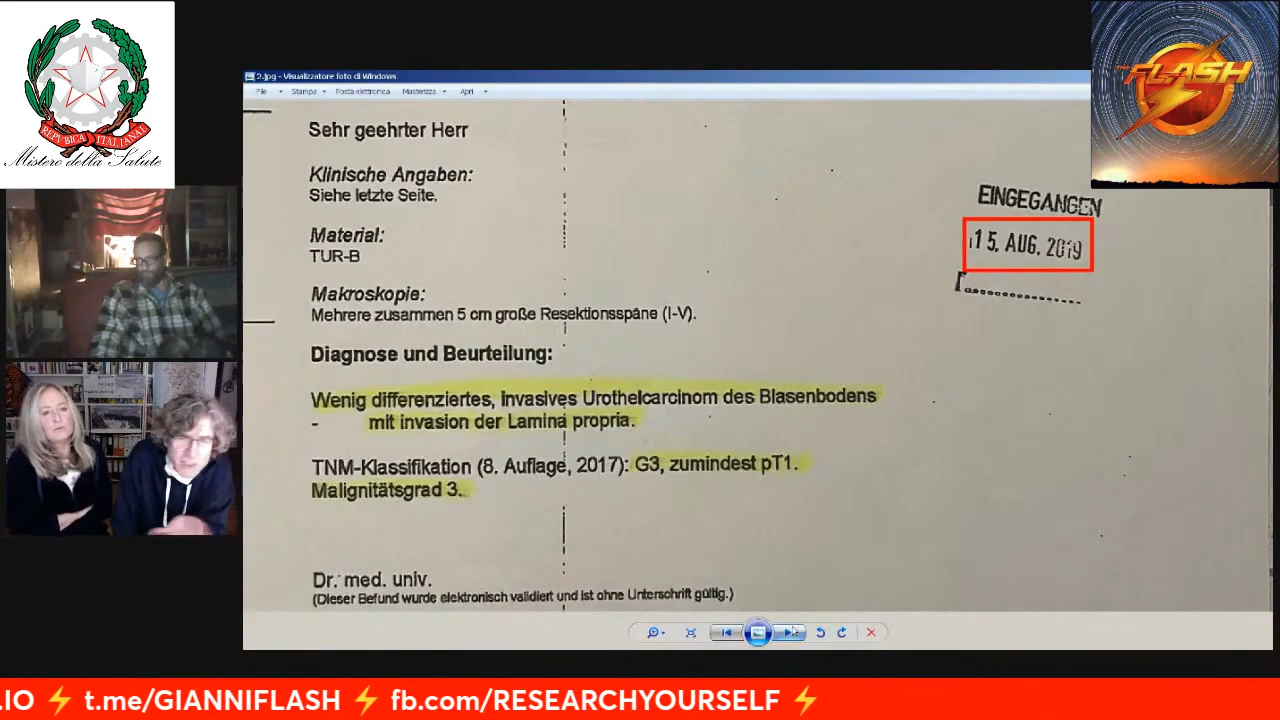 REPVBBLICA ITALIANA
Mistero della Salute
THE FLASH
2.jpg - Visualizzatore foto di Windows
File Stampa Posta elettronica Masterizza Apri
Sehr geehrter Herr
Klinische Angaben:
Siehe letzte Seite.
EINGEGANGEN
15. AUG. 2019
Material:
TUR-B
Makroskopie:
Mehrere zusammen 5 cm große Resektionsspäne (I-V).
Diagnose und Beurteilung:
Wenig differenziertes, invasives Urothelcarcinom des Blasenbodens
- mit invasion der Lamina propria.
TNM-Klassifikation (8. Auflage, 2017): G3, zumindest pT1.
Malignitätsgrad 3.
Dr. med. univ.
(Dieser Befund wurde elektronisch validiert und ist ohne Unterschrift gültig.)
.IO ⚡ t.me/GIANNIFLASH ⚡ fb.com/RESEARCHYOURSELF ⚡